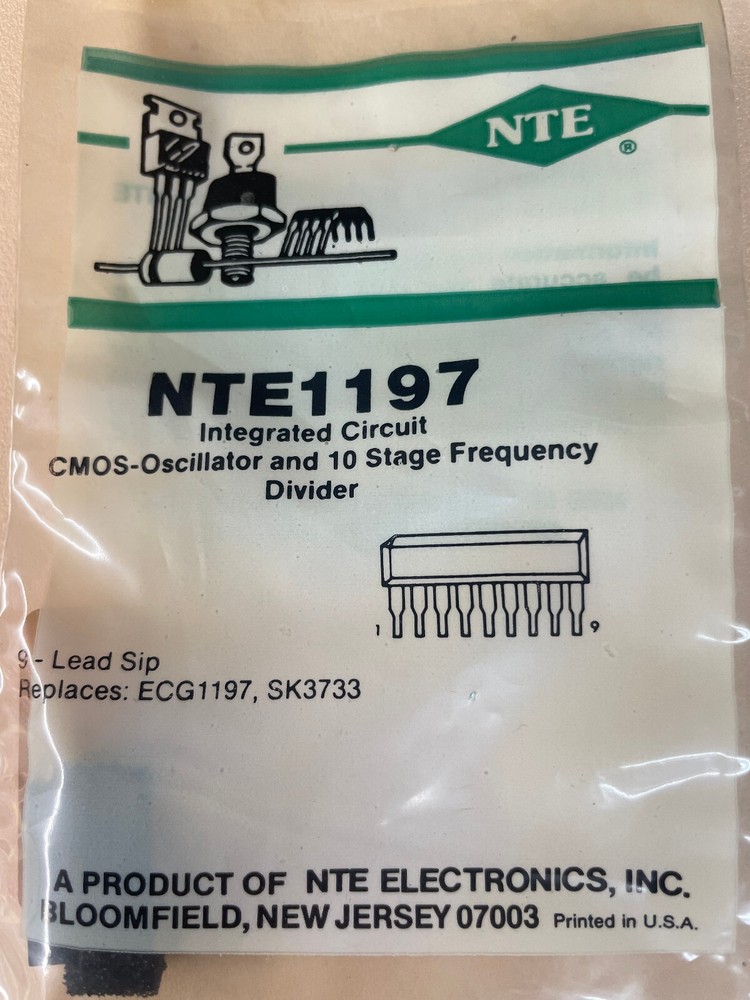 NTE
®
NTE1197
Integrated Circuit
CMOS-Oscillator and 10 Stage Frequency
Divider
1 9
9 - Lead Sip
Replaces: ECG1197, SK3733
A PRODUCT OF NTE ELECTRONICS, INC.
BLOOMFIELD, NEW JERSEY 07003 Printed in U.S.A.